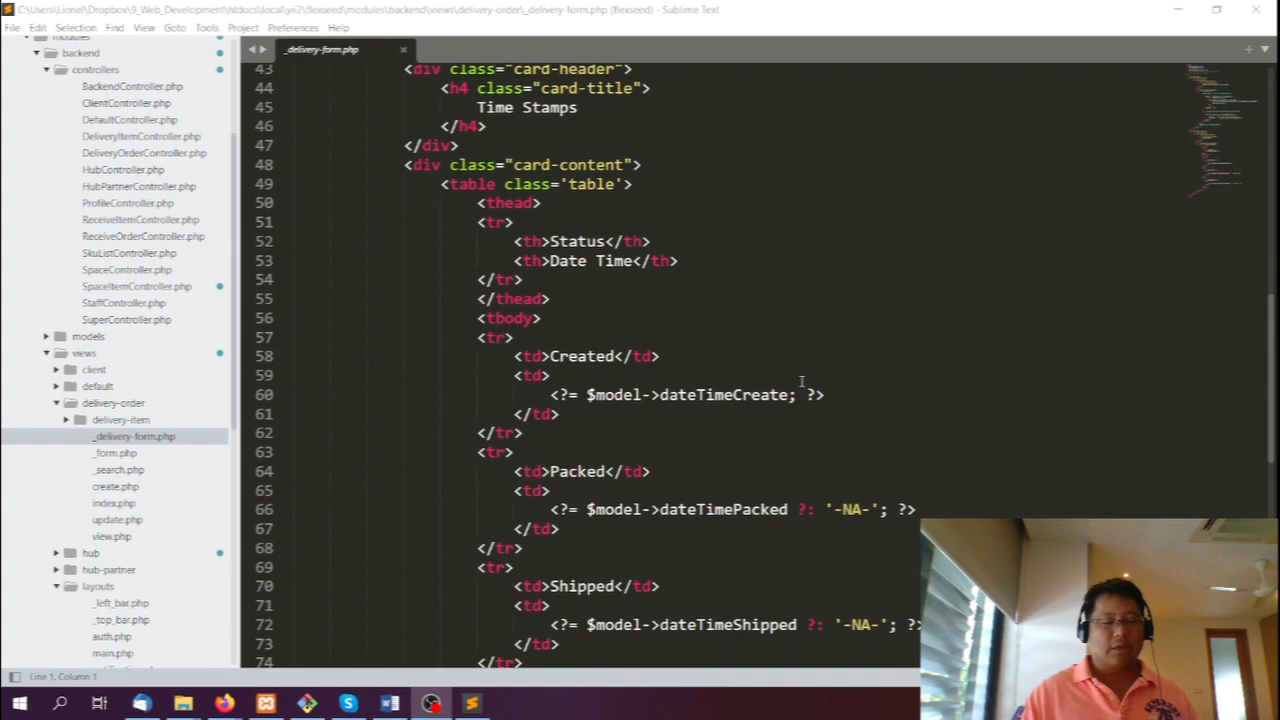 C:\Users\Lionel\Dropbox\9_Web_Development\htdocs\local\yii2\flexseed\modules\backend\views\delivery-order\_delivery-form.php (flexseed) - Sublime Text
File Edit Selection Find View Goto Tools Project Preferences Help
modules
backend
controllers
BackendController.php
ClientController.php
DefaultController.php
DeliveryItemController.php
DeliveryOrderController.php
HubController.php
HubPartnerController.php
ProfileController.php
ReceiveItemController.php
ReceiveOrderController.php
SkuListController.php
SpaceController.php
SpaceItemController.php
StaffController.php
SuperController.php
models
views
client
default
delivery-order
delivery-item
_delivery-form.php
_form.php
_search.php
create.php
index.php
update.php
view.php
hub
hub-partner
layouts
_left_bar.php
_top_bar.php
auth.php
main.php
_delivery-form.php
43 <div class="card-header">
44 <h4 class="card-title">
45 Time Stamps
46 </h4>
47 </div>
48 <div class="card-content">
49 <table class='table'>
50 <thead>
51 <tr>
52 <th>Status</th>
53 <th>Date Time</th>
54 </tr>
55 </thead>
56 <tbody>
57 <tr>
58 <td>Created</td>
59 <td>
60 <?= $model->dateTimeCreate; ?>
61 </td>
62 </tr>
63 <tr>
64 <td>Packed</td>
65 <td>
66 <?= $model->dateTimePacked ?: '-NA-'; ?>
67 </td>
68 </tr>
69 <tr>
70 <td>Shipped</td>
71 <td>
72 <?= $model->dateTimeShipped ?: '-NA-'; ?>
73 </td>
74 </tr>
Line 1, Column 1